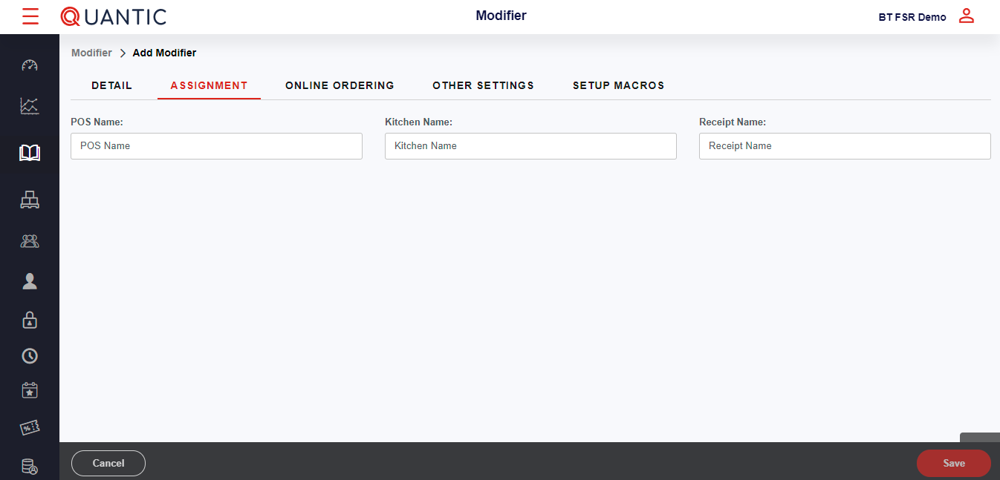 QUANTIC
Modifier
BT FSR Demo
Modifier > Add Modifier
DETAIL
ASSIGNMENT
ONLINE ORDERING
OTHER SETTINGS
SETUP MACROS
POS Name:
Kitchen Name:
Receipt Name:
POS Name
Kitchen Name
Receipt Name
Cancel
Save